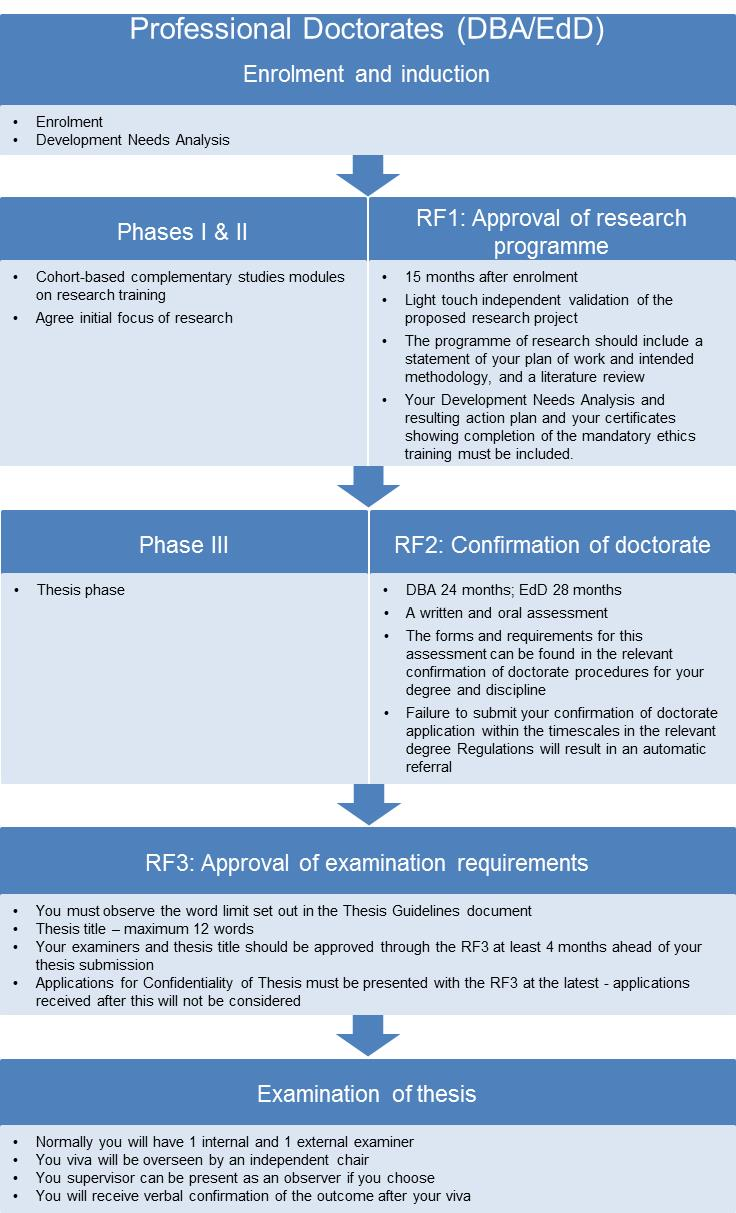 Professional Doctorates (DBA/EdD)
Enrolment and induction
• Enrolment
• Development Needs Analysis
Phases I & II
• Cohort-based complementary studies modules
on research training
• Agree initial focus of research
RF1: Approval of research
programme
• 15 months after enrolment
• Light touch independent validation of the
proposed research project
• The programme of research should include a
statement of your plan of work and intended
methodology, and a literature review
• Your Development Needs Analysis and
resulting action plan and your certificates
showing completion of the mandatory ethics
training must be included.
Phase III
• Thesis phase
RF2: Confirmation of doctorate
• DBA 24 months; EdD 28 months
• A written and oral assessment
• The forms and requirements for this
assessment can be found in the relevant
confirmation of doctorate procedures for your
degree and discipline
• Failure to submit your confirmation of doctorate
application within the timescales in the relevant
degree Regulations will result in an automatic
referral
RF3: Approval of examination requirements
• You must observe the word limit set out in the Thesis Guidelines document
• Thesis title – maximum 12 words
• Your examiners and thesis title should be approved through the RF3 at least 4 months ahead of your
thesis submission
• Applications for Confidentiality of Thesis must be presented with the RF3 at the latest - applications
received after this will not be considered
Examination of thesis
• Normally you will have 1 internal and 1 external examiner
• You viva will be overseen by an independent chair
• You supervisor can be present as an observer if you choose
• You will receive verbal confirmation of the outcome after your viva